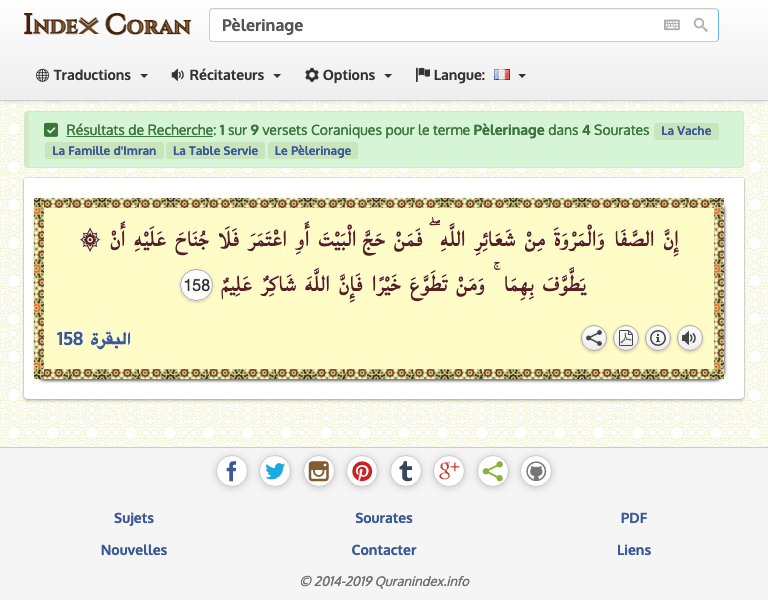 Index Coran
Pèlerinage
Traductions
Récitateurs
Options
Langue:
Résultats de Recherche: 1 sur 9 versets Coraniques pour le terme Pèlerinage dans 4 Sourates La Vache
La Famille d'Imran La Table Servie Le Pèlerinage
إِنَّ الصَّفَا وَالْمَرْوَةَ مِنْ شَعَائِرِ اللَّهِ ۖ فَمَنْ حَجَّ الْبَيْتَ أَوِ اعْتَمَرَ فَلَا جُنَاحَ عَلَيْهِ أَنْ ۞
يَطَّوَّفَ بِهِمَا ۚ وَمَنْ تَطَوَّعَ خَيْرًا فَإِنَّ اللَّهَ شَاكِرٌ عَلِيمٌ 158
البقرة 158
Sujets
Sourates
PDF
Nouvelles
Contacter
Liens
© 2014-2019 Quranindex.info